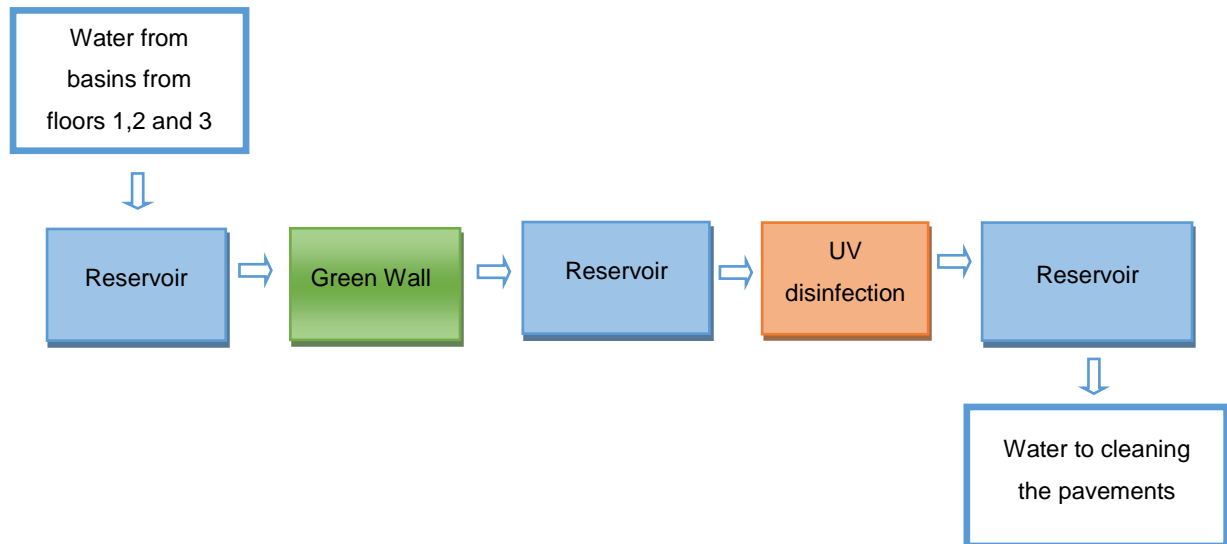 Water from
basins from
floors 1,2 and 3
Reservoir
Green Wall
Reservoir
UV
disinfection
Reservoir
Water to cleaning
the pavements